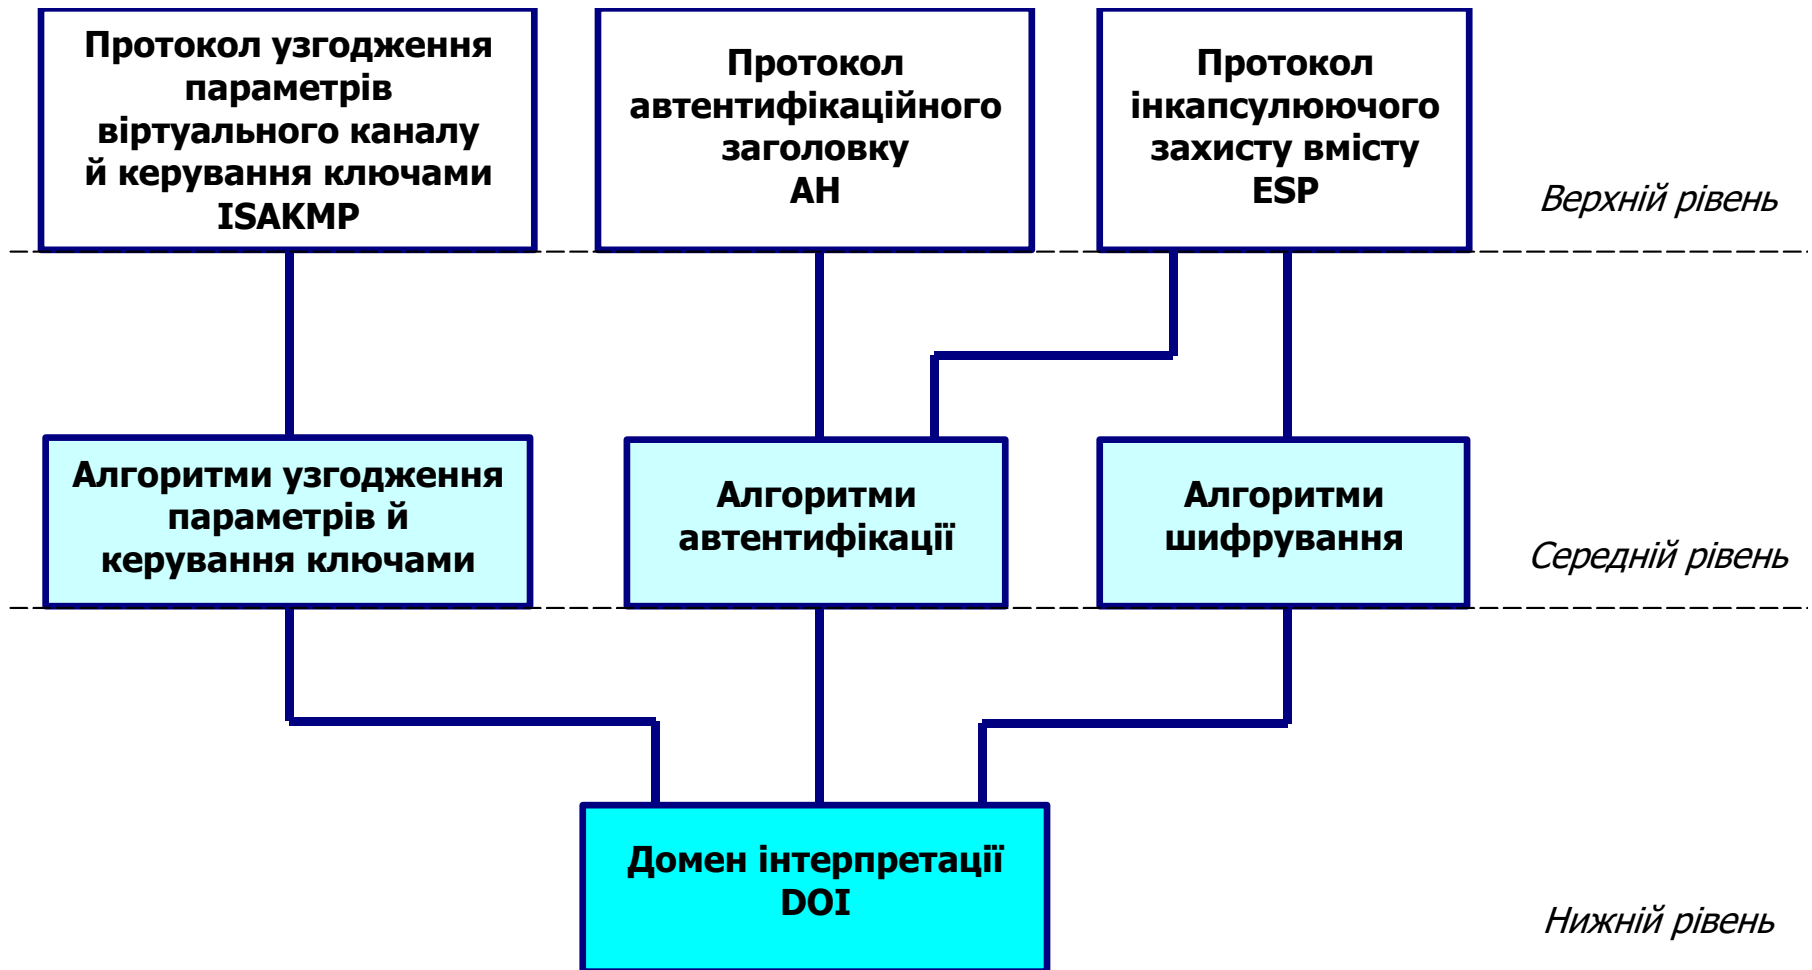 Протокол узгодження
параметрів
віртуального каналу
й керування ключами
ISAKMP
Протокол
автентифікаційного
заголовку
АН
Протокол
інкапсулюючого
захисту вмісту
ESP
Верхній рівень
Алгоритми узгодження
параметрів й
керування ключами
Алгоритми
автентифікації
Алгоритми
шифрування
Середній рівень
Домен інтерпретації
DOI
Нижній рівень